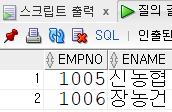 스크립트 출력 × 질의 결
SQL | 인출된
EMPNO ENAME
1 1005 신농협
2 1006 장농건